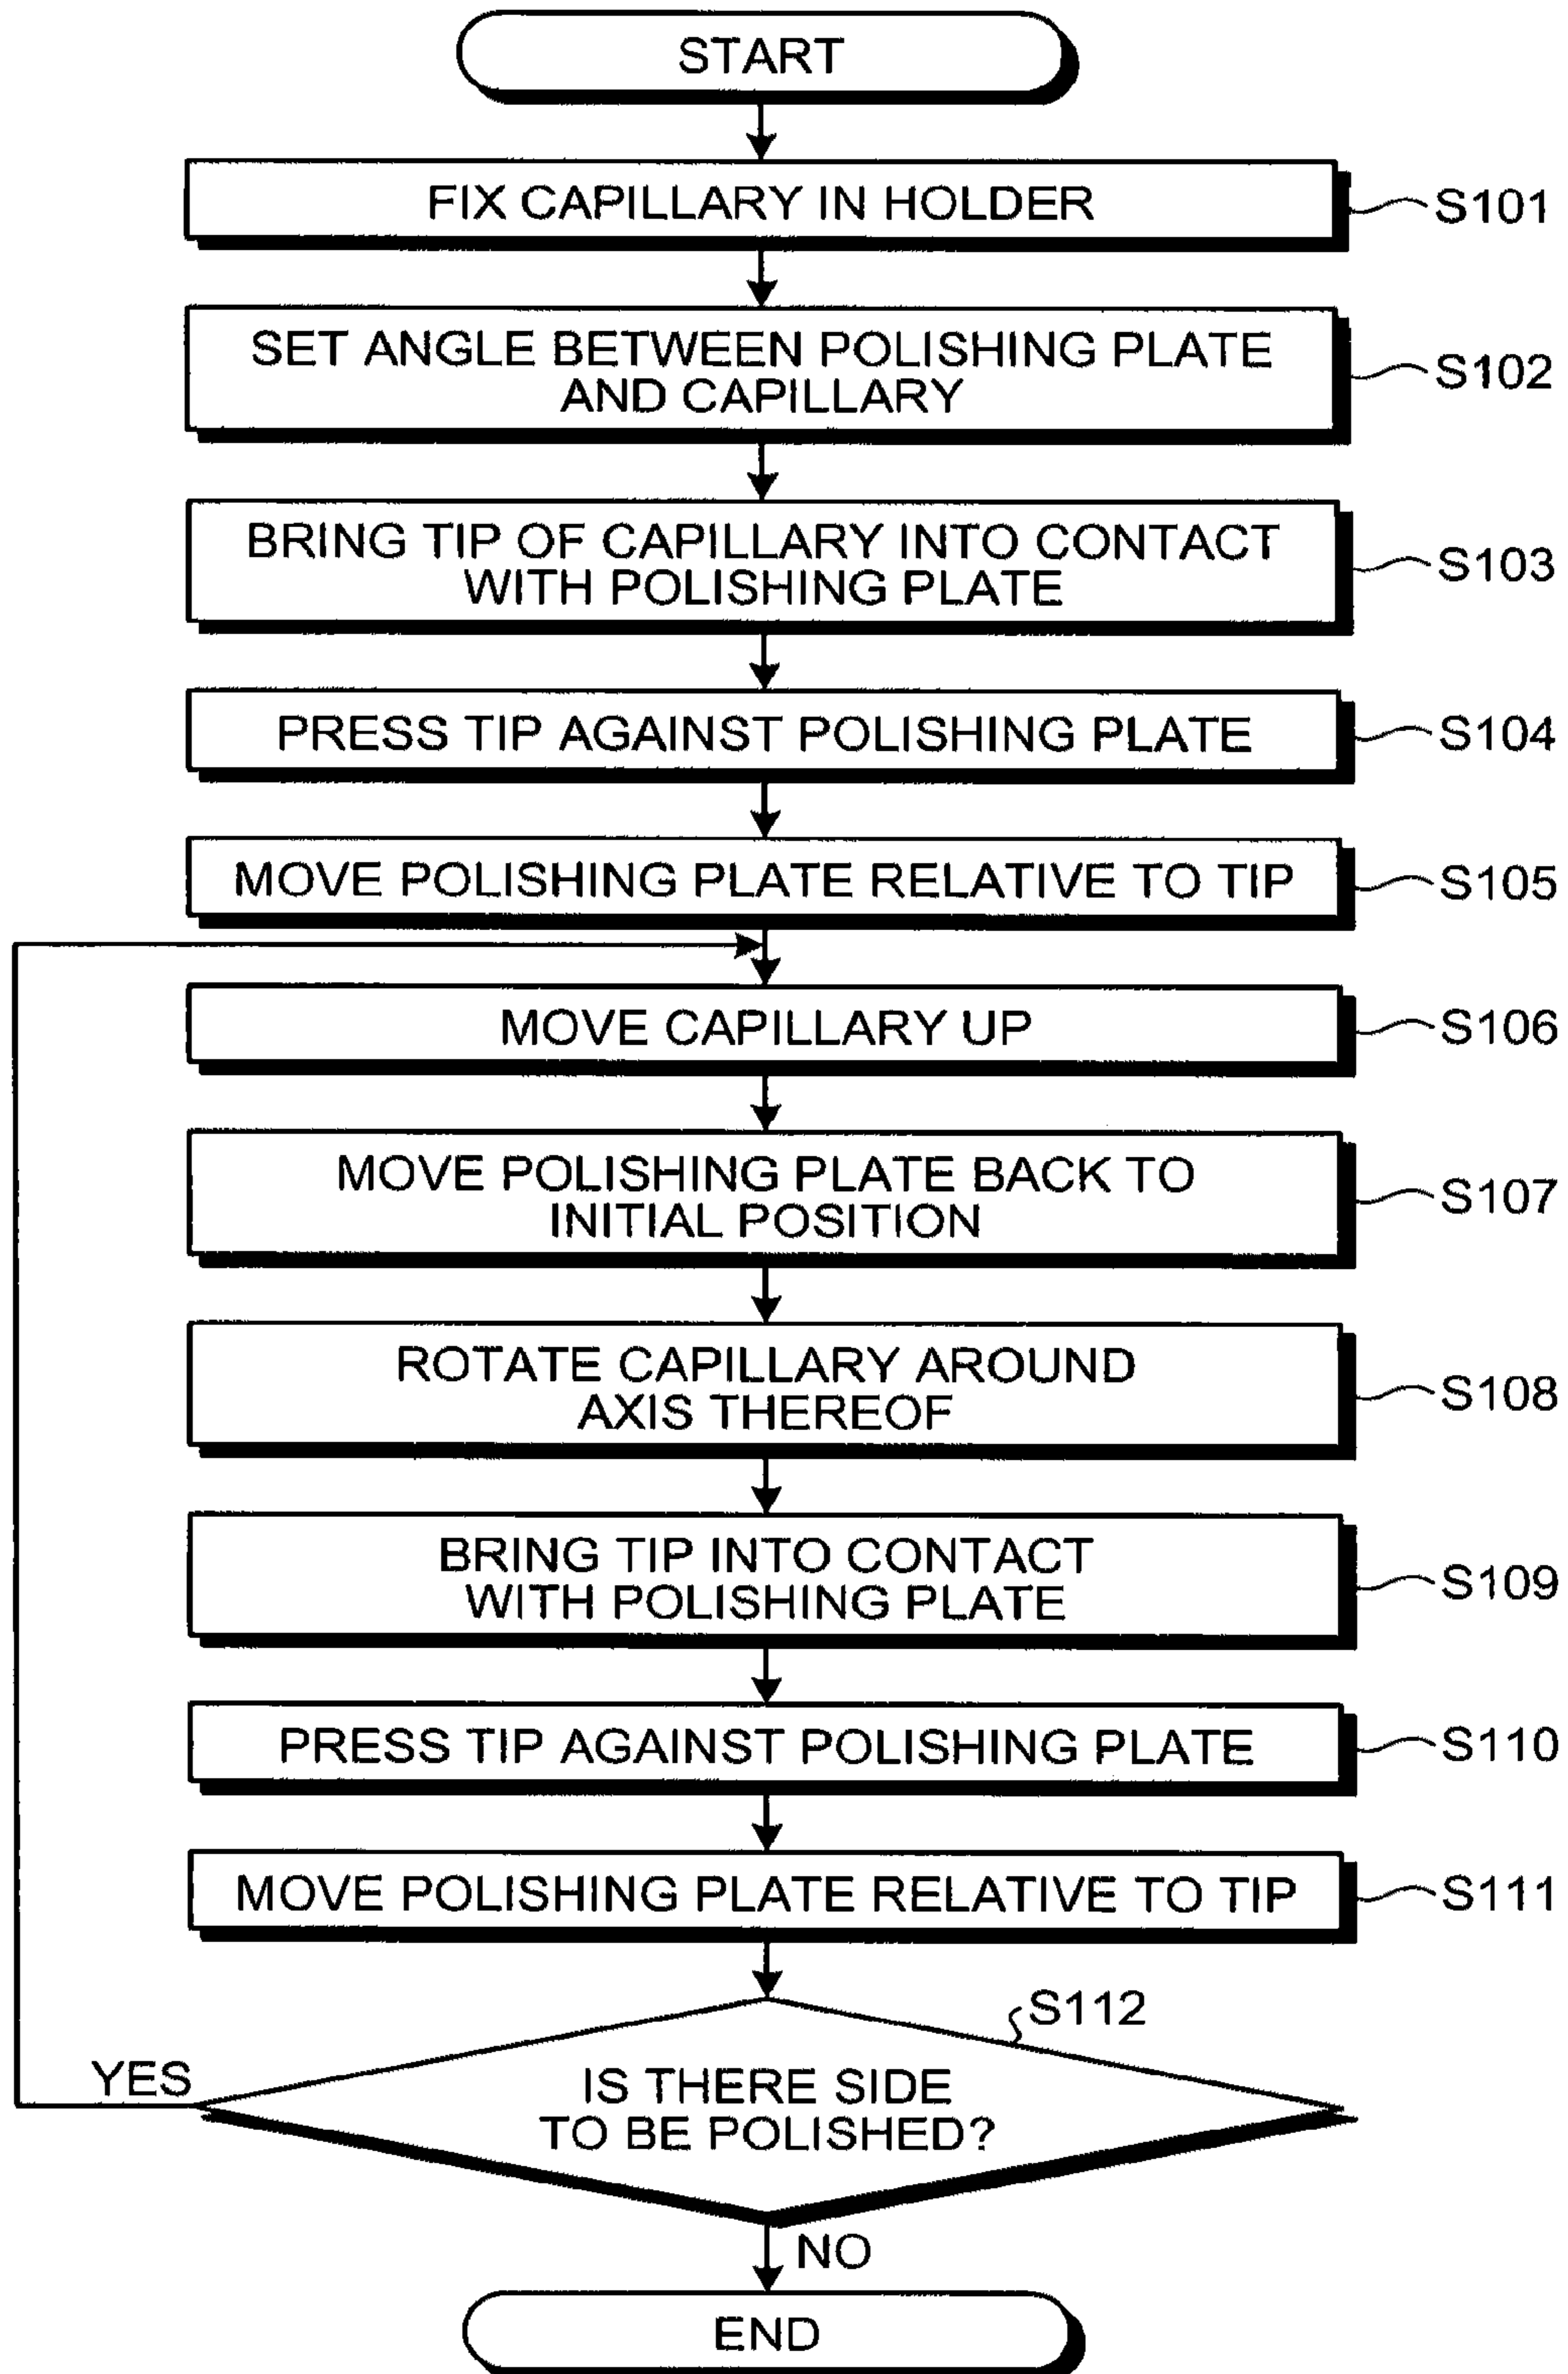 START
FIX CAPILLARY IN HOLDER
S101
SET ANGLE BETWEEN POLISHING PLATE
AND CAPILLARY
S102
BRING TIP OF CAPILLARY INTO CONTACT
WITH POLISHING PLATE
S103
PRESS TIP AGAINST POLISHING PLATE
S104
MOVE POLISHING PLATE RELATIVE TO TIP
S105
MOVE CAPILLARY UP
S106
MOVE POLISHING PLATE BACK TO
INITIAL POSITION
S107
ROTATE CAPILLARY AROUND
AXIS THEREOF
S108
BRING TIP INTO CONTACT
WITH POLISHING PLATE
S109
PRESS TIP AGAINST POLISHING PLATE
S110
MOVE POLISHING PLATE RELATIVE TO TIP
S111
S112
YES
IS THERE SIDE
TO BE POLISHED?
NO
END